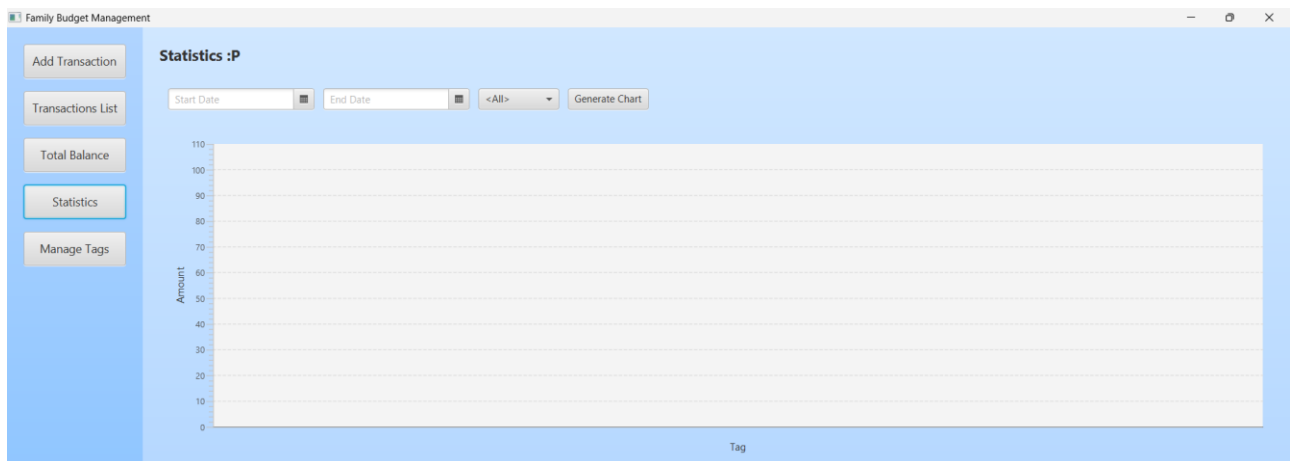 Family Budget Management
Add Transaction
Transactions List
Total Balance
Statistics
Manage Tags
Statistics :P
Start Date End Date <All> Generate Chart
110
100
90
80
70
60
50
40
30
20
10
0
Amount
Tag